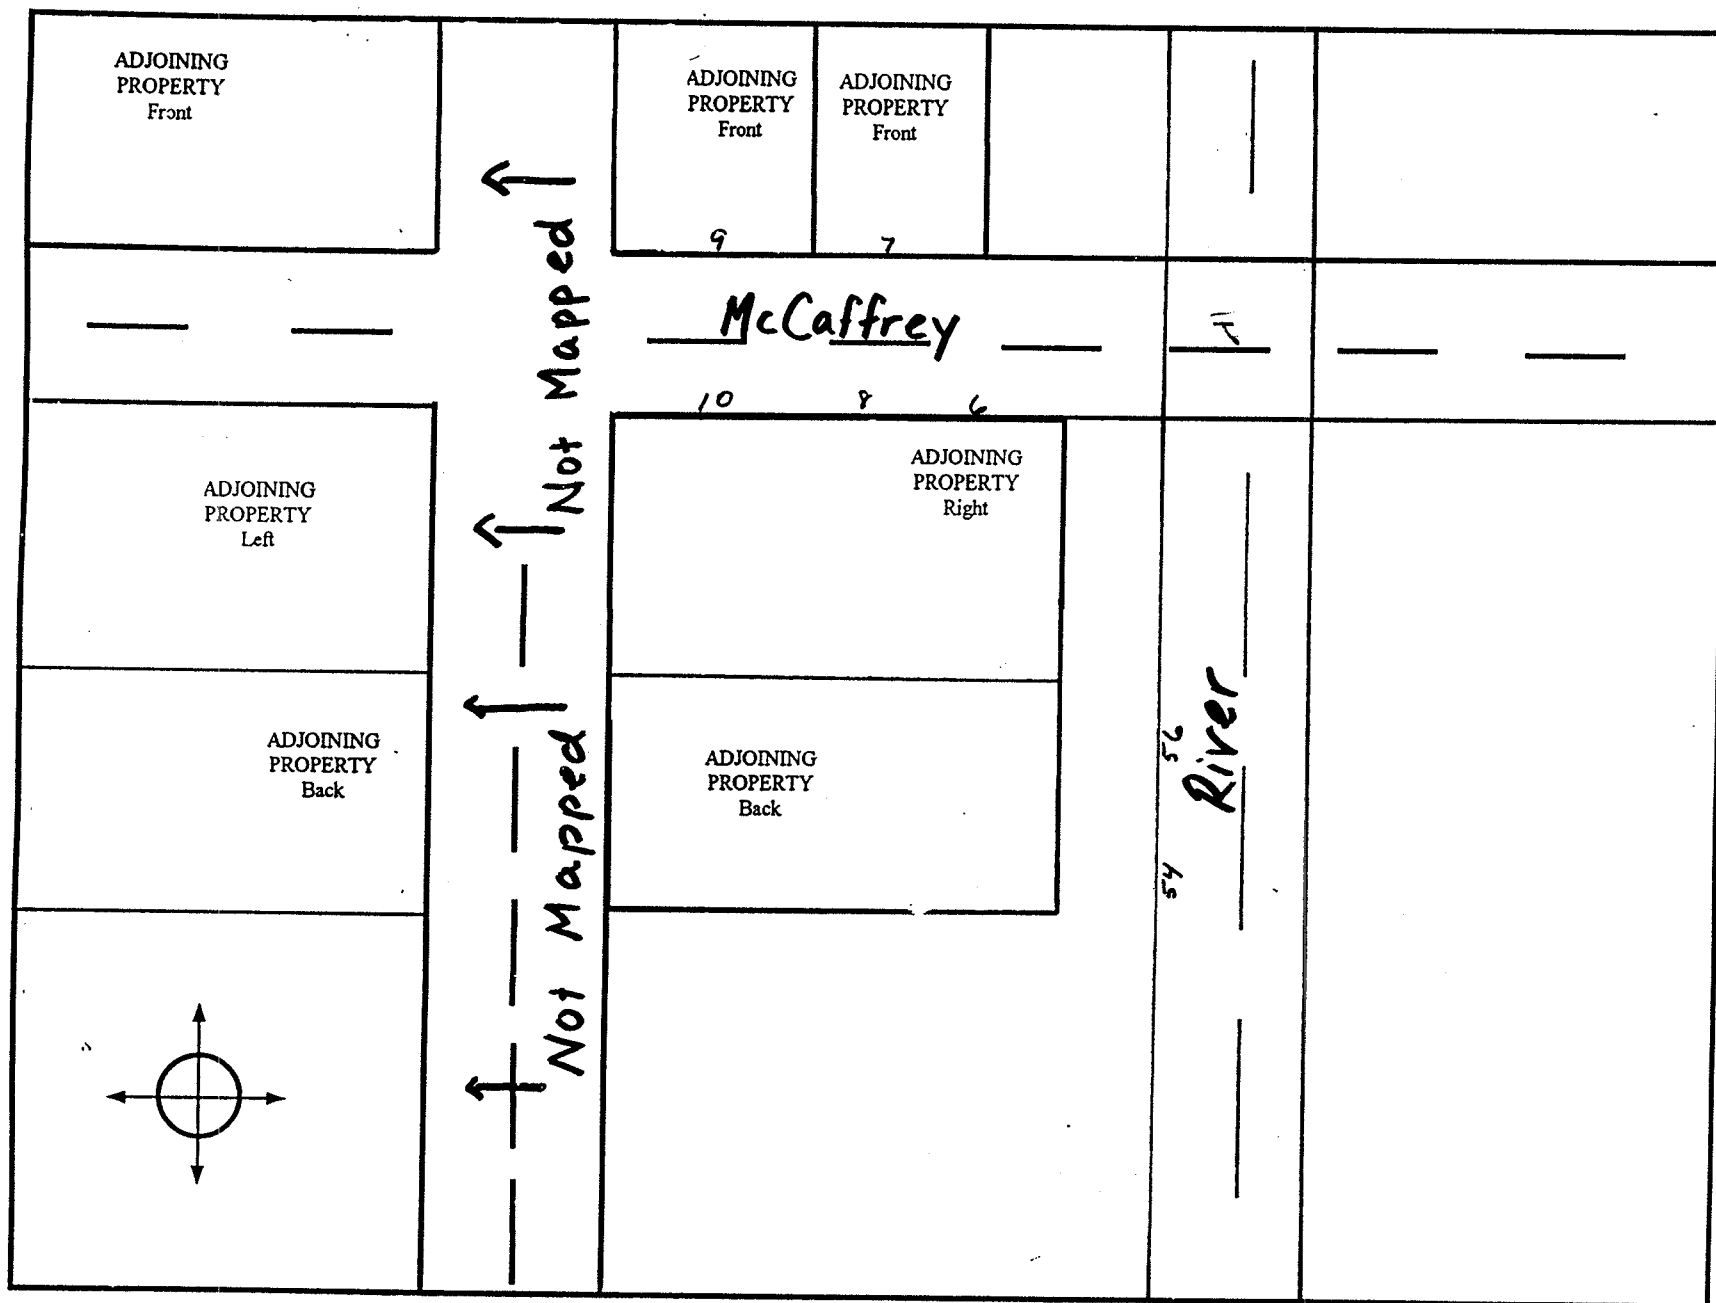 ADJOINING
PROPERTY
Front
ADJOINING
PROPERTY
Front
ADJOINING
PROPERTY
Front
9
7
McCaffrey
Not Mapped
10
8
6
ADJOINING
PROPERTY
Left
ADJOINING
PROPERTY
Right
ADJOINING
PROPERTY
Back
ADJOINING
PROPERTY
Back
Not Mapped
River
56
54